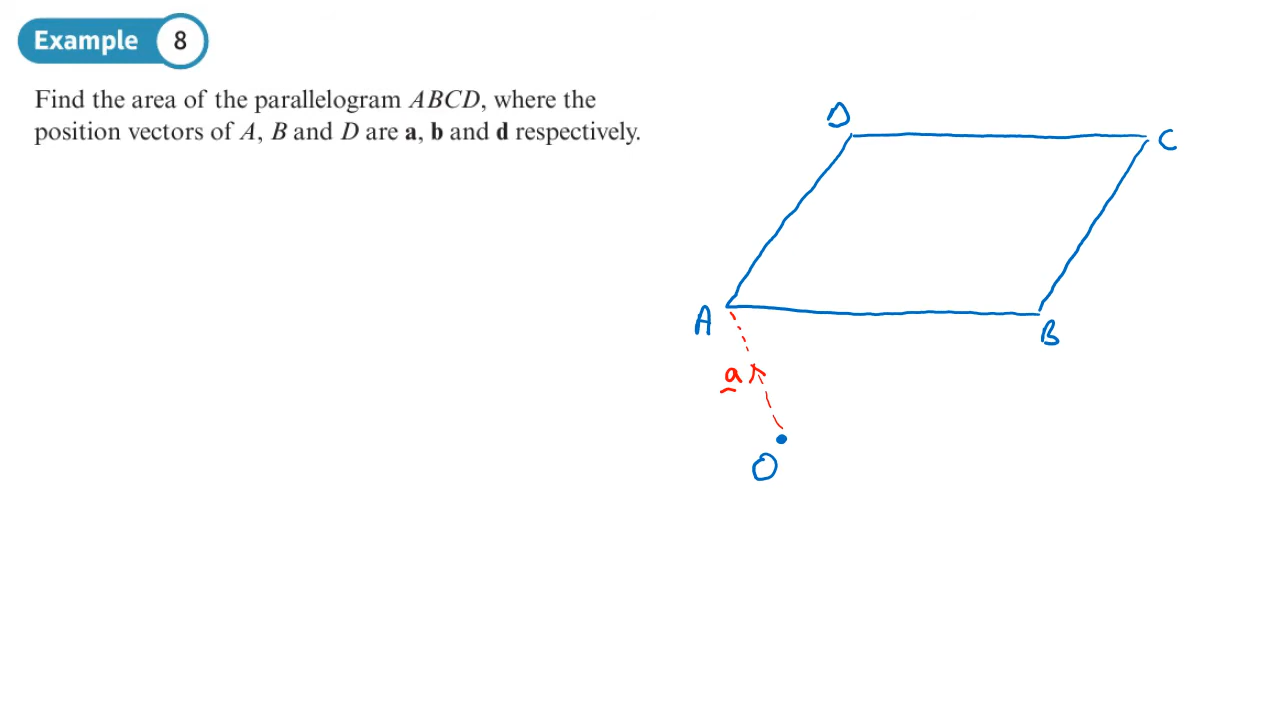 Example 8
Find the area of the parallelogram ABCD, where the
position vectors of A, B and D are a, b and d respectively.
D
C
A
B
a
O